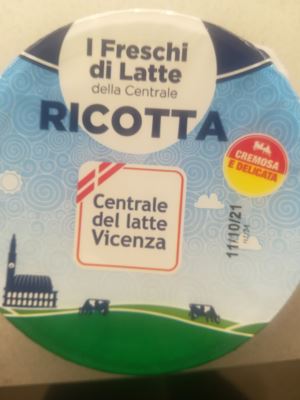 I Freschi
di Latte
della Centrale
RICOTTA
CREMOSA
E DELICATA
Centrale
del latte
Vicenza
11/10/21